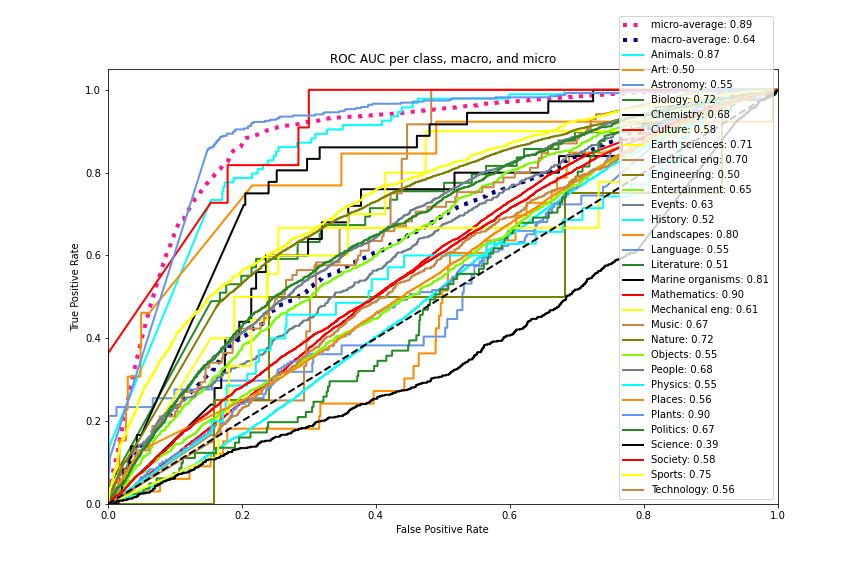 ROC AUC per class, macro, and micro
True Positive Rate
1.0
0.8
0.6
0.4
0.2
0.0
0.0 0.2 0.4 0.6 0.8 1.0
False Positive Rate
micro-average: 0.89
macro-average: 0.64
Animals: 0.87
Art: 0.50
Astronomy: 0.55
Biology: 0.72
Chemistry: 0.68
Culture: 0.58
Earth sciences: 0.71
Electrical eng: 0.70
Engineering: 0.50
Entertainment: 0.65
Events: 0.63
History: 0.52
Landscapes: 0.80
Language: 0.55
Literature: 0.51
Marine organisms: 0.81
Mathematics: 0.90
Mechanical eng: 0.61
Music: 0.67
Nature: 0.72
Objects: 0.55
People: 0.68
Physics: 0.55
Places: 0.56
Plants: 0.90
Politics: 0.67
Science: 0.39
Society: 0.58
Sports: 0.75
Technology: 0.56